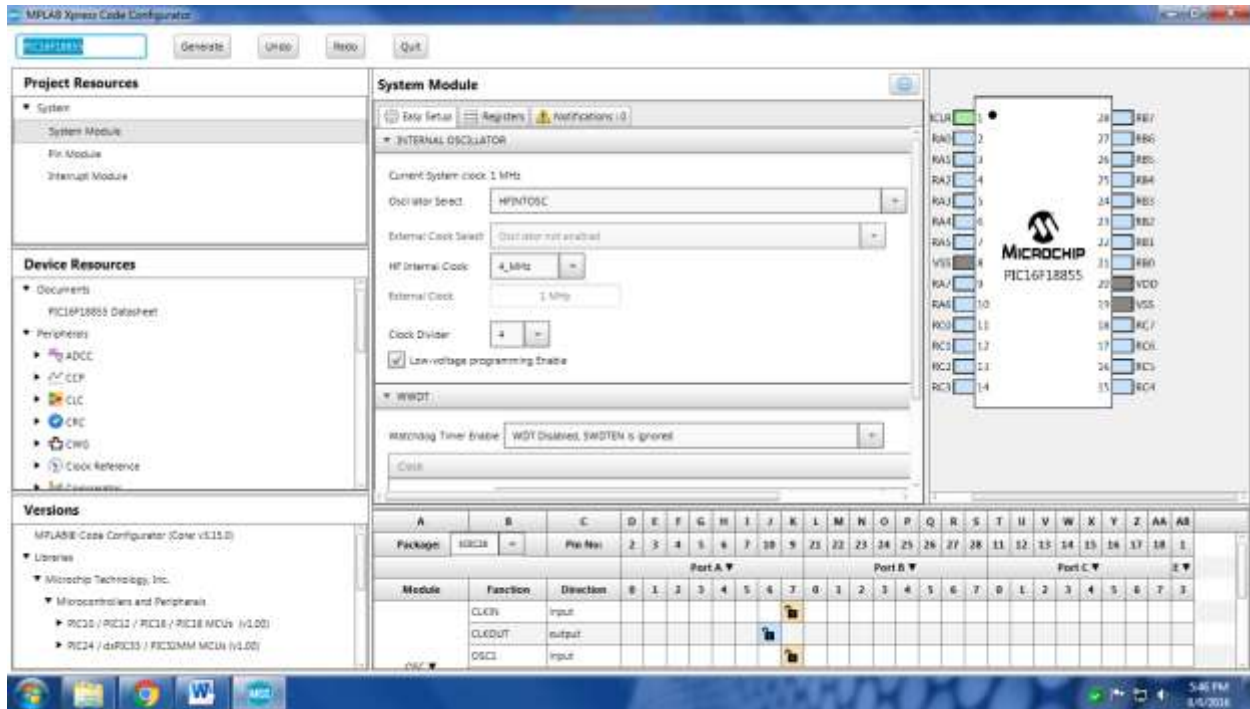 MPLAB Xpress Code Configurator
PIC16F18855 Generate Undo Redo Quit
Project Resources
System
System Module
Pin Module
Interrupt Module
Device Resources
Documents
PIC16F18855 Datasheet
Peripherals
ADCC
CCP
CLC
CRC
CWG
Clock Reference
Versions
MPLAB® Code Configurator (Core v3.15.0)
Libraries
Microchip Technology, Inc.
Microcontrollers and Peripherals
PIC10 / PIC12 / PIC16 / PIC18 MCUs (v1.00)
PIC24 / dsPIC33 / PIC32MM MCUs (v1.00)
System Module
Easy Setup Registers Notifications : 0
INTERNAL OSCILLATOR
Current System clock 1 MHz
Oscillator Select HFINTOSC
External Clock Select Oscillator not enabled
HF Internal Clock 4_MHz
External Clock 1 MHz
Clock Divider 4
Low-voltage programming Enable
WWDT
Watchdog Timer Enable WDT Disabled, SWDTEN is ignored
Clock
1 28 RB7
RA0 2 27 RB6
RA1 3 26 RB5
RA2 4 25 RB4
RA3 5 24 RB3
RA4 6 23 RB2
RA5 7 22 RB1
VSS 8 21 RB0
RA7 9 20 VDD
RA6 10 19 VSS
RC0 11 18 RC7
RC1 12 17 RC6
RC2 13 16 RC5
RC3 14 15 RC4
MICROCHIP
PIC16F18855
A B C D E F G H I J K L M N O P Q R S T U V W X Y Z AA AB
Package: Pin No: 2 3 4 5 6 7 10 9 21 22 23 24 25 26 27 28 11 12 13 14 15 16 17 18 1
Port A ▼ Port B ▼ Port C ▼ E ▼
Module Function Direction 0 1 2 3 4 5 6 7 0 1 2 3 4 5 6 7 0 1 2 3 4 5 6 7 3
CLKIN input
CLKOUT output
OSC ▼ OSC1 input
5:46 PM
8/6/2016